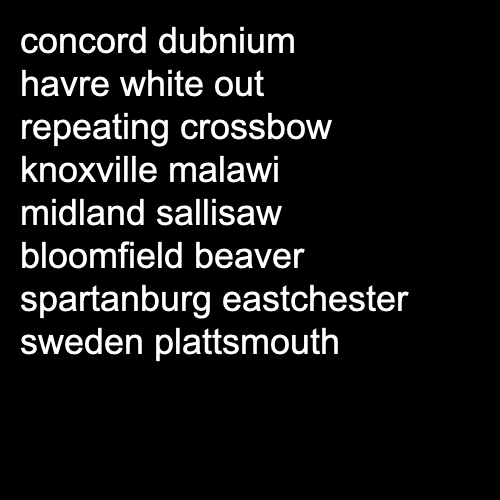 concord dubnium
havre white out
repeating crossbow
knoxville malawi
midland sallisaw
bloomfield beaver
spartanburg eastchester
sweden plattsmouth